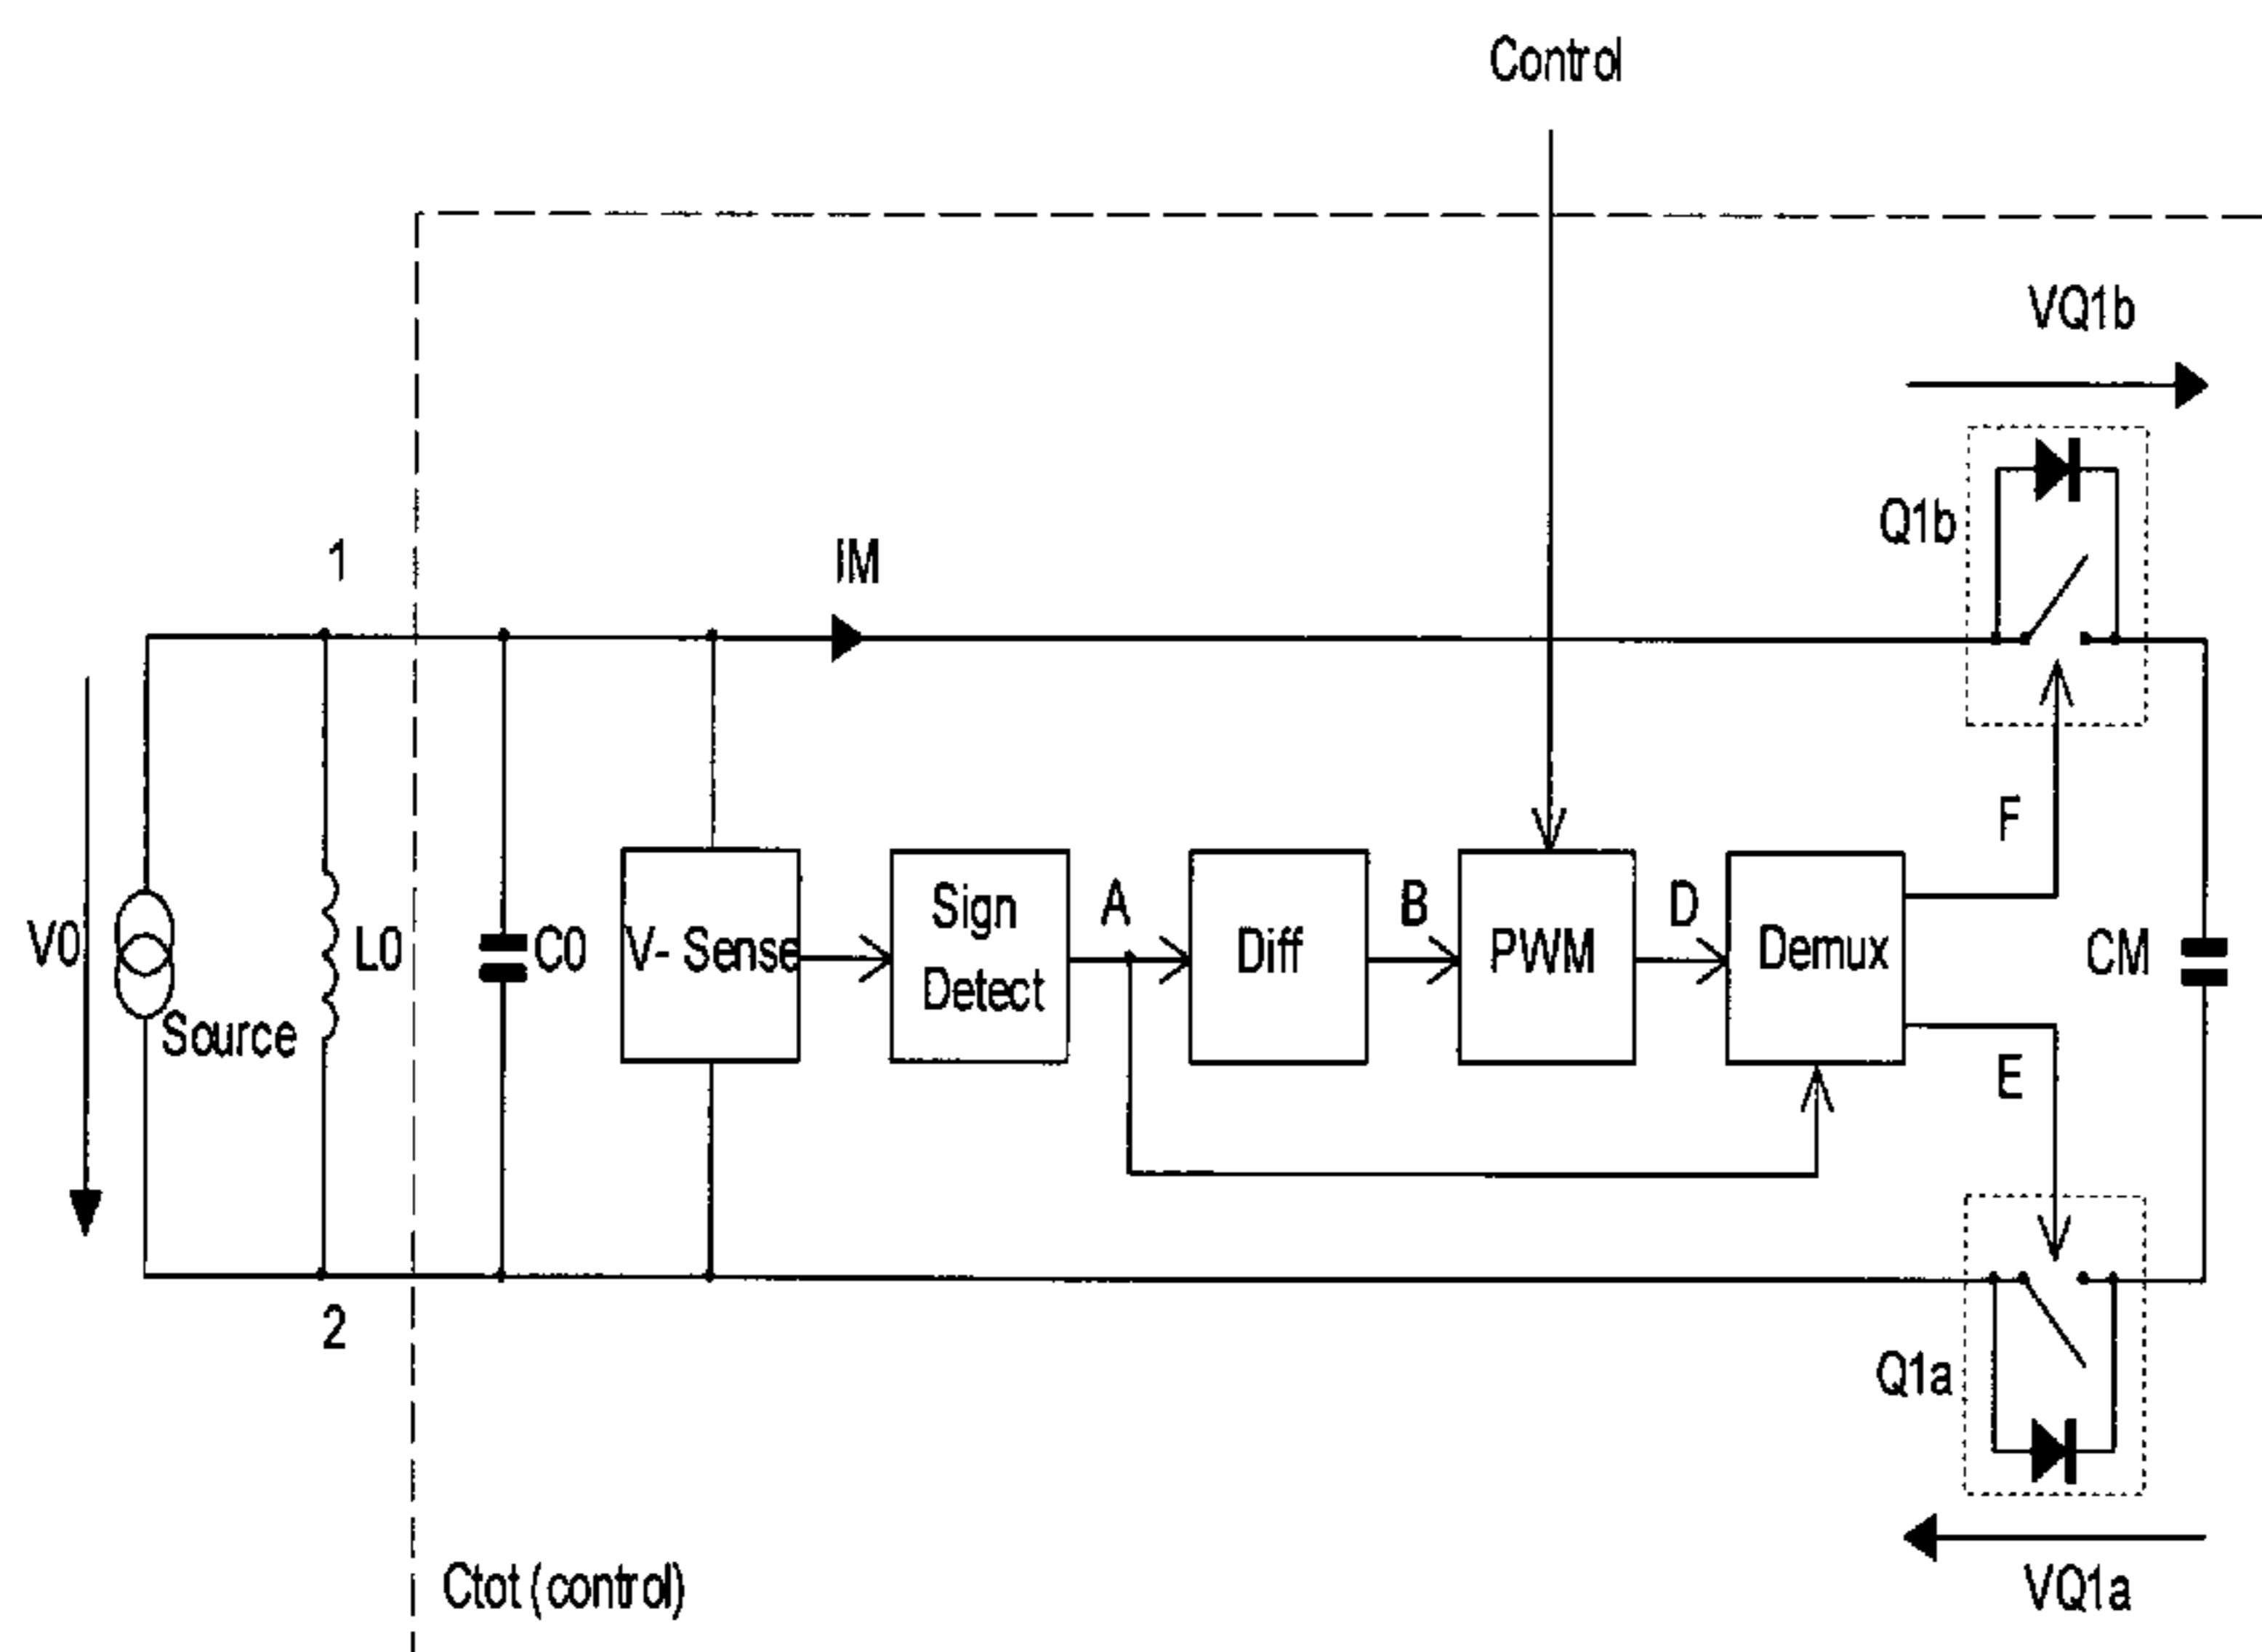 Control
VQ1b
Q1b
1
IM
F
A
B
D
V0
Source
L0
C0
V- Sense
Sign
Detect
Diff
PWM
Demux
CM
E
2
Q1a
Ctot (control)
VQ1a